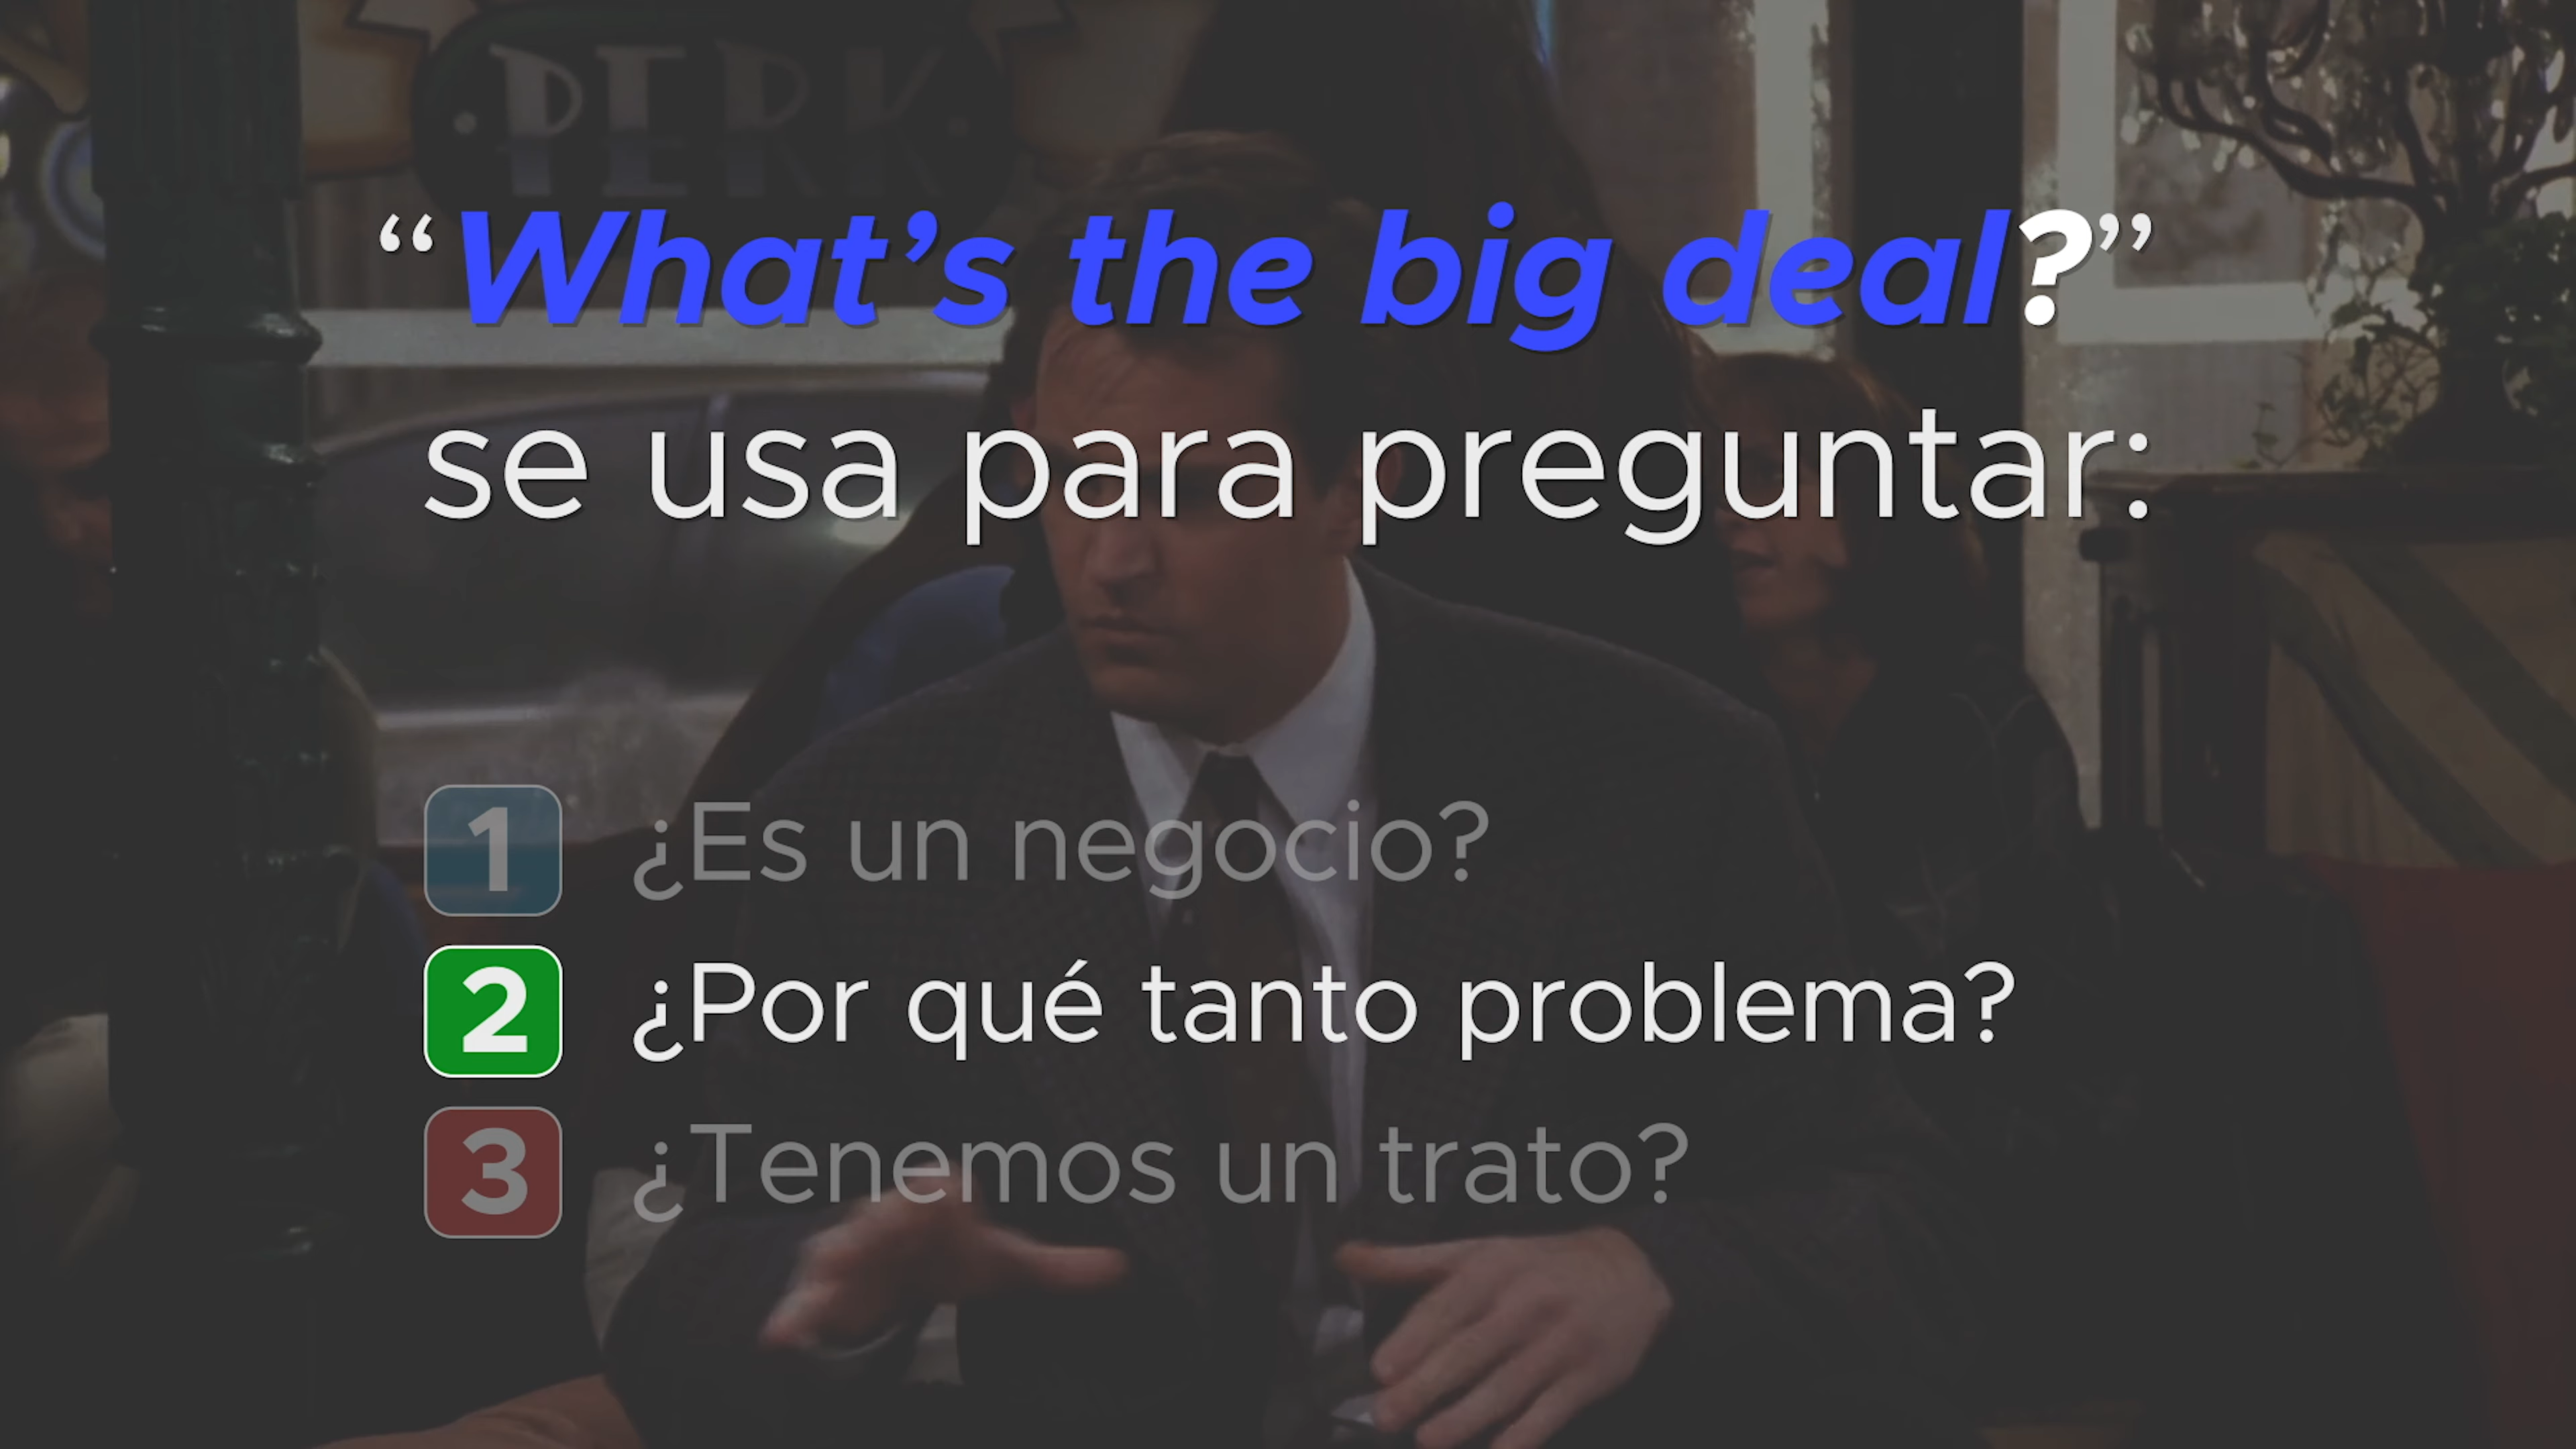 PERK
“What’s the big deal?”
se usa para preguntar:
1 ¿Es un negocio?
2 ¿Por qué tanto problema?
3 ¿Tenemos un trato?